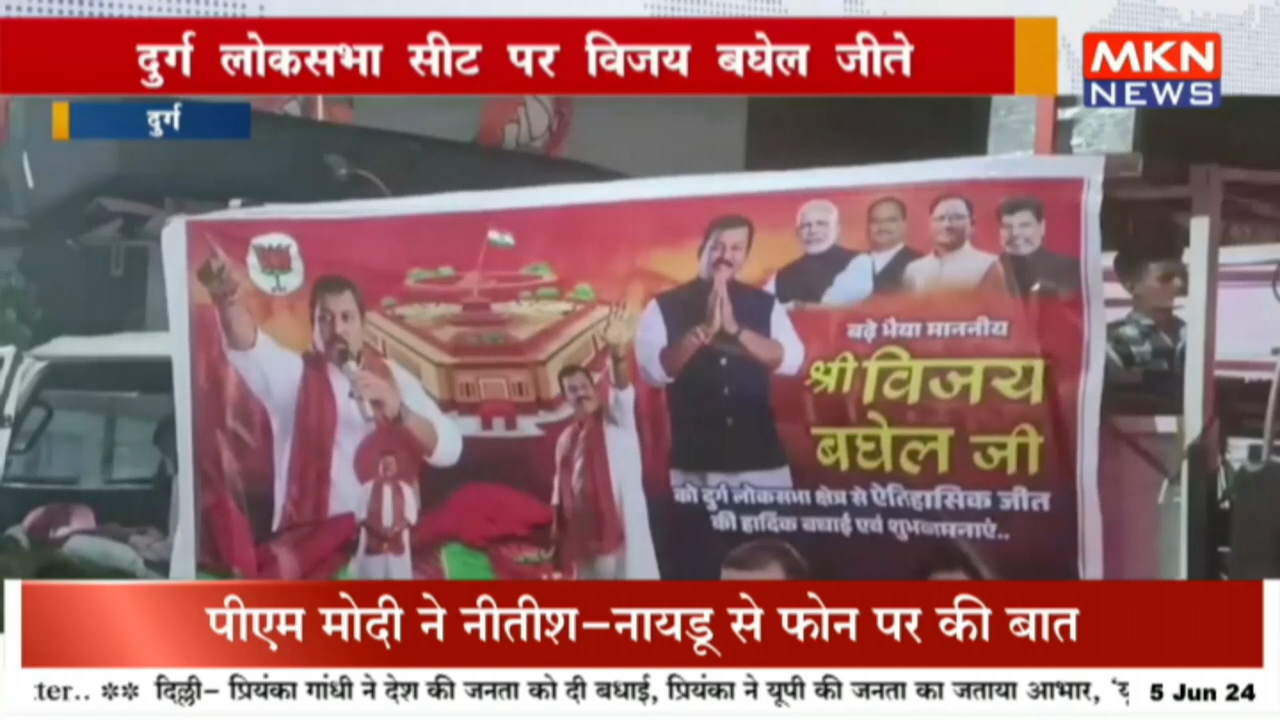 दुर्ग लोकसभा सीट पर विजय बघेल जीते
MKN
NEWS
दुर्ग
बड़े भैया माननीय
श्री विजय
बघेल जी
को दुर्ग लोकसभा क्षेत्र से ऐतिहासिक जीत
की हार्दिक बधाई एवं शुभकामनाएं..
पीएम मोदी ने नीतीश–नायडू से फोन पर की बात
ter.. ** दिल्ली– प्रियंका गांधी ने देश की जनता को दी बधाई, प्रियंका ने यूपी की जनता का जताया आभार, ‘यू
5 Jun 24